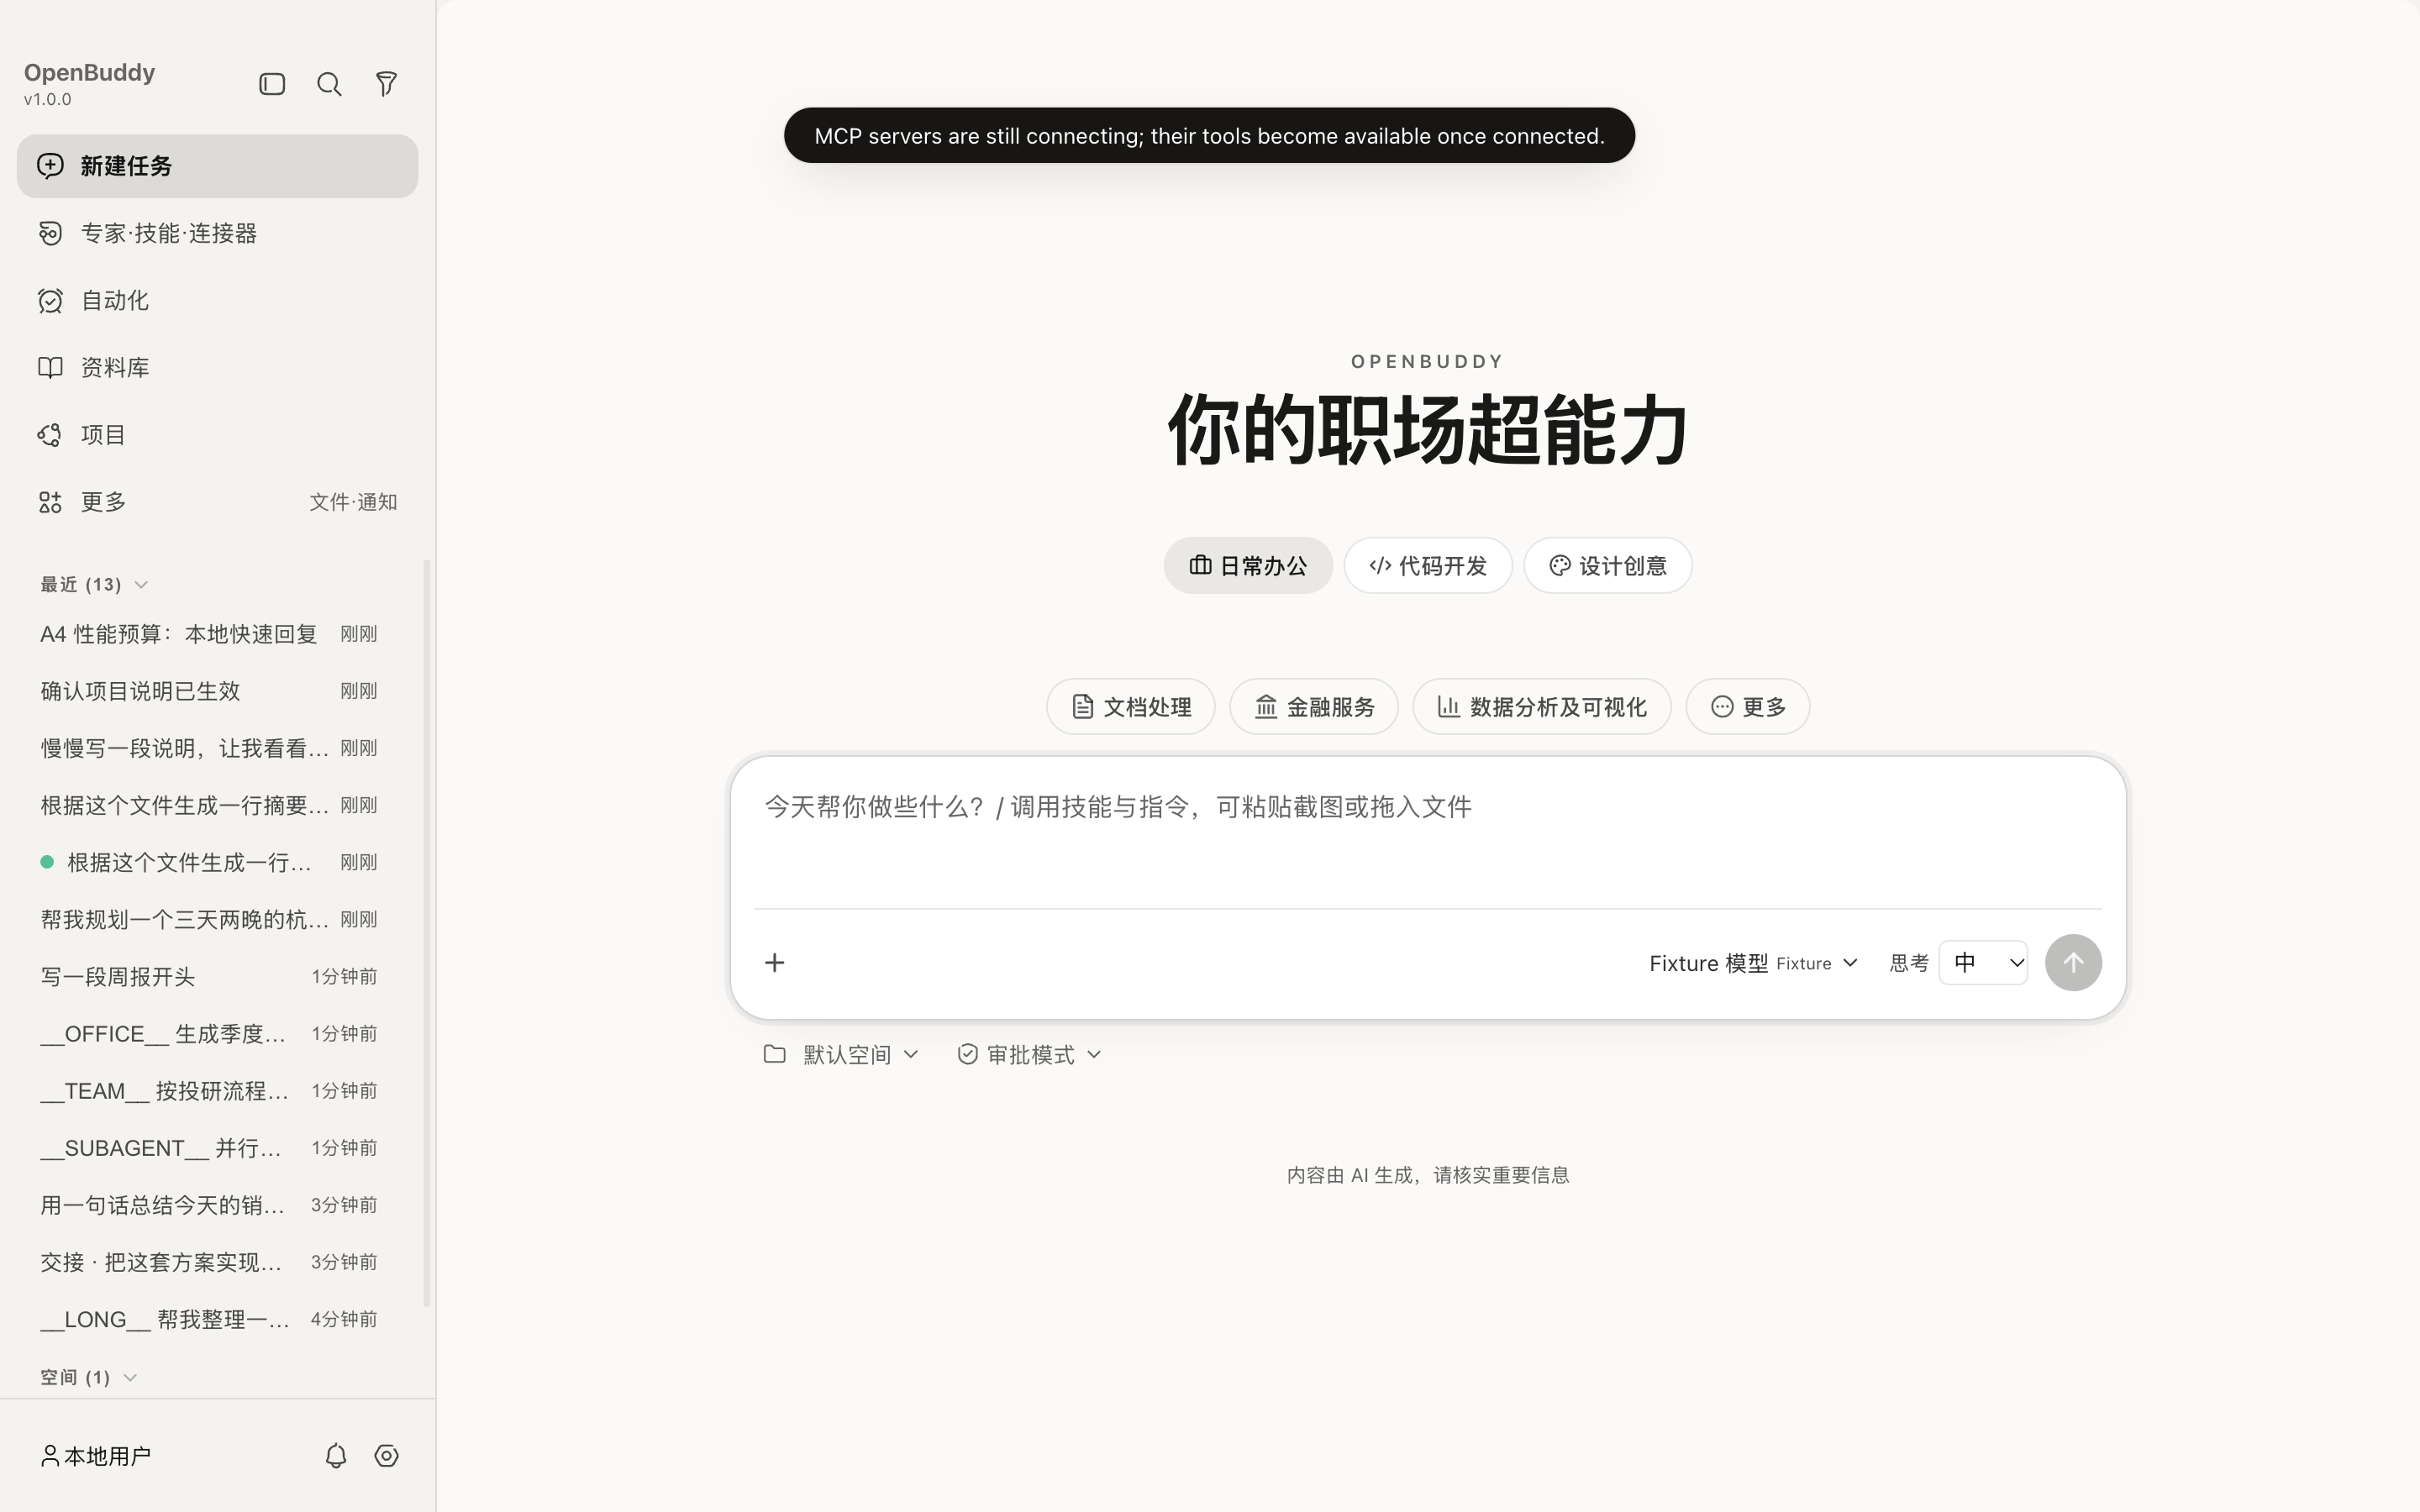 OpenBuddy
v1.0.0
新建任务
专家·技能·连接器
自动化
资料库
项目
更多 文件·通知
最近 (13)
A4 性能预算：本地快速回复 刚刚
确认项目说明已生效 刚刚
慢慢写一段说明，让我看看… 刚刚
根据这个文件生成一行摘要… 刚刚
根据这个文件生成一行… 刚刚
帮我规划一个三天两晚的杭… 刚刚
写一段周报开头 1分钟前
__OFFICE__ 生成季度… 1分钟前
__TEAM__ 按投研流程… 1分钟前
__SUBAGENT__ 并行… 1分钟前
用一句话总结今天的销… 3分钟前
交接 · 把这套方案实现… 3分钟前
__LONG__ 帮我整理一… 4分钟前
空间 (1)
本地用户
MCP servers are still connecting; their tools become available once connected.
OPENBUDDY
你的职场超能力
日常办公 代码开发 设计创意
文档处理 金融服务 数据分析及可视化 更多
今天帮你做些什么？/ 调用技能与指令，可粘贴截图或拖入文件
Fixture 模型 Fixture 思考 中
默认空间 审批模式
内容由 AI 生成，请核实重要信息